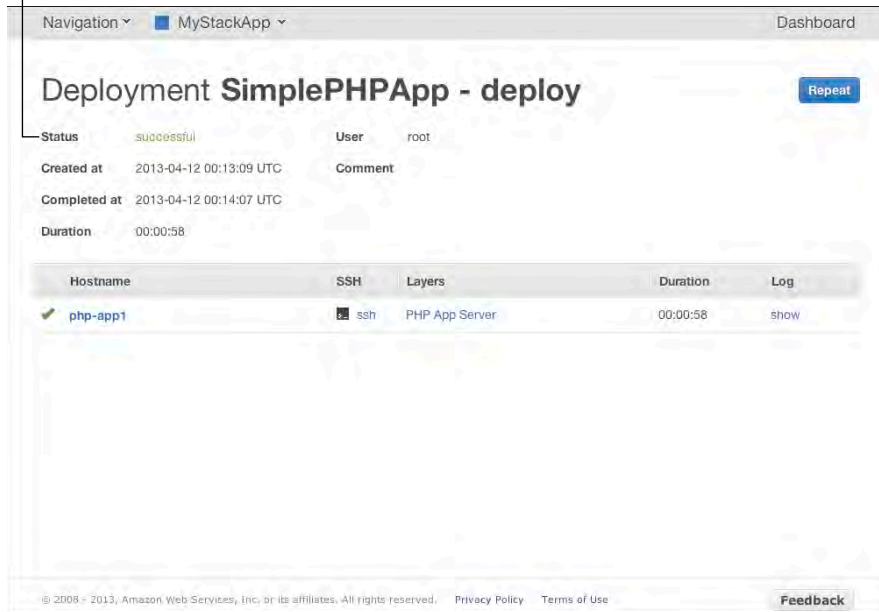 Navigation MyStackApp Dashboard
Deployment SimplePHPApp - deploy Repeat
Status successful User root
Created at 2013-04-12 00:13:09 UTC Comment
Completed at 2013-04-12 00:14:07 UTC
Duration 00:00:58
Hostname SSH Layers Duration Log
php-app1 ssh PHP App Server 00:00:58 show
© 2008 - 2013, Amazon Web Services, Inc. or its affiliates. All rights reserved. Privacy Policy Terms of Use Feedback